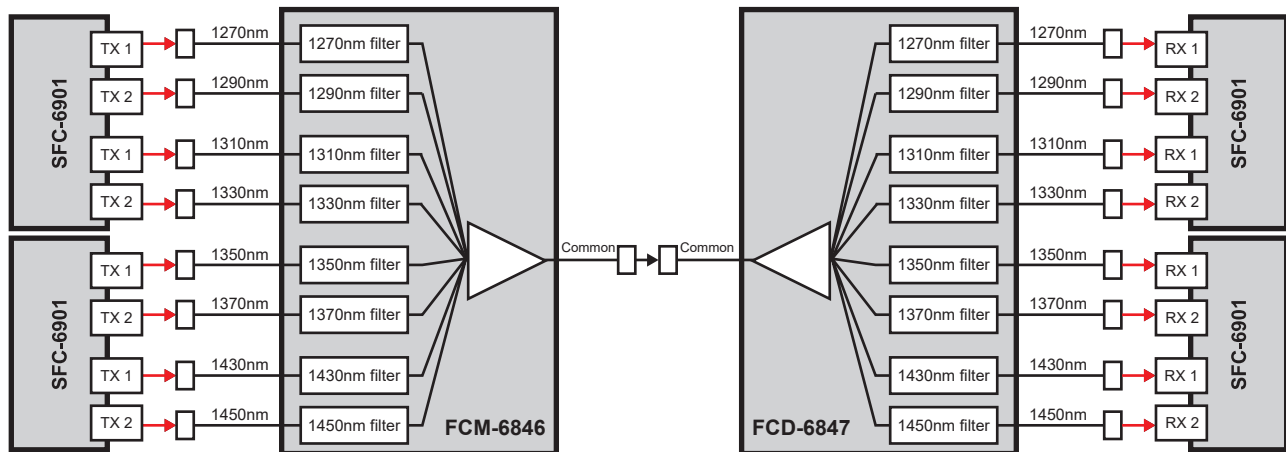 SFC-6901
TX 1
1270nm
1270nm filter
TX 2
1290nm
1290nm filter
TX 1
1310nm
1310nm filter
TX 2
1330nm
1330nm filter
SFC-6901
TX 1
1350nm
1350nm filter
TX 2
1370nm
1370nm filter
TX 1
1430nm
1430nm filter
TX 2
1450nm
1450nm filter
FCM-6846
Common
Common
FCD-6847
1270nm filter
1270nm
RX 1
1290nm filter
1290nm
RX 2
1310nm filter
1310nm
RX 1
1330nm filter
1330nm
RX 2
SFC-6901
1350nm filter
1350nm
RX 1
1370nm filter
1370nm
RX 2
1430nm filter
1430nm
RX 1
1450nm filter
1450nm
RX 2
SFC-6901